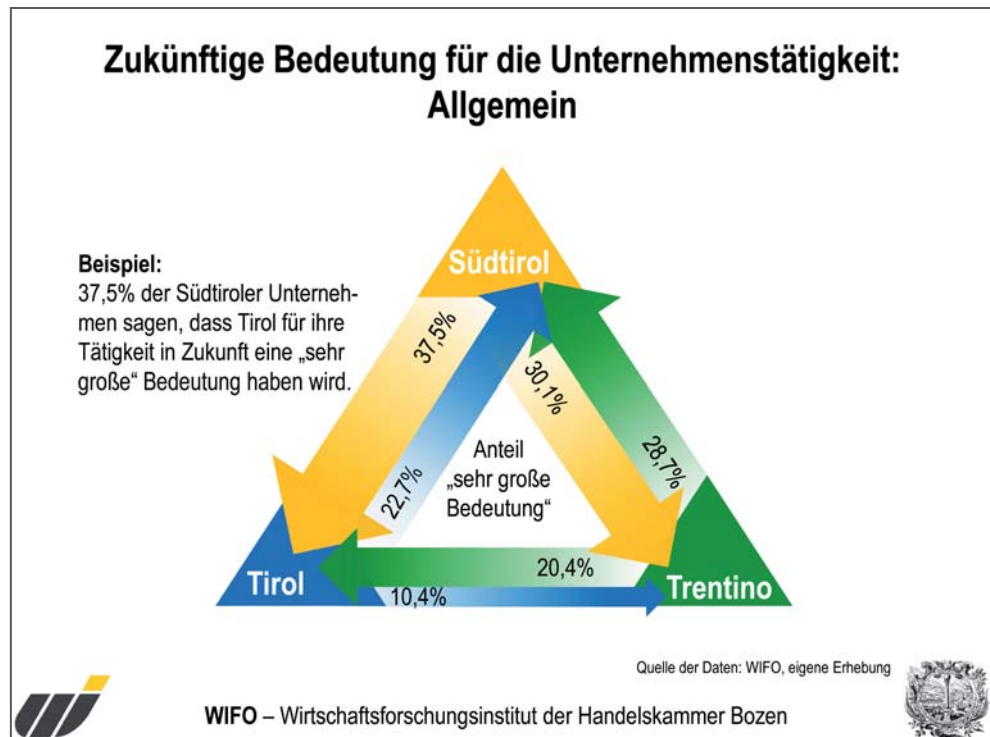 Zukünftige Bedeutung für die Unternehmenstätigkeit:
Allgemein
Südtirol
Beispiel:
37,5% der Südtiroler Unterneh-
men sagen, dass Tirol für ihre
Tätigkeit in Zukunft eine „sehr
große“ Bedeutung haben wird.
37,5%
30,1%
22,7%
28,7%
Anteil
„sehr große
Bedeutung“
20,4%
Tirol
10,4%
Trentino
Quelle der Daten: WIFO, eigene Erhebung
WIFO – Wirtschaftsforschungsinstitut der Handelskammer Bozen